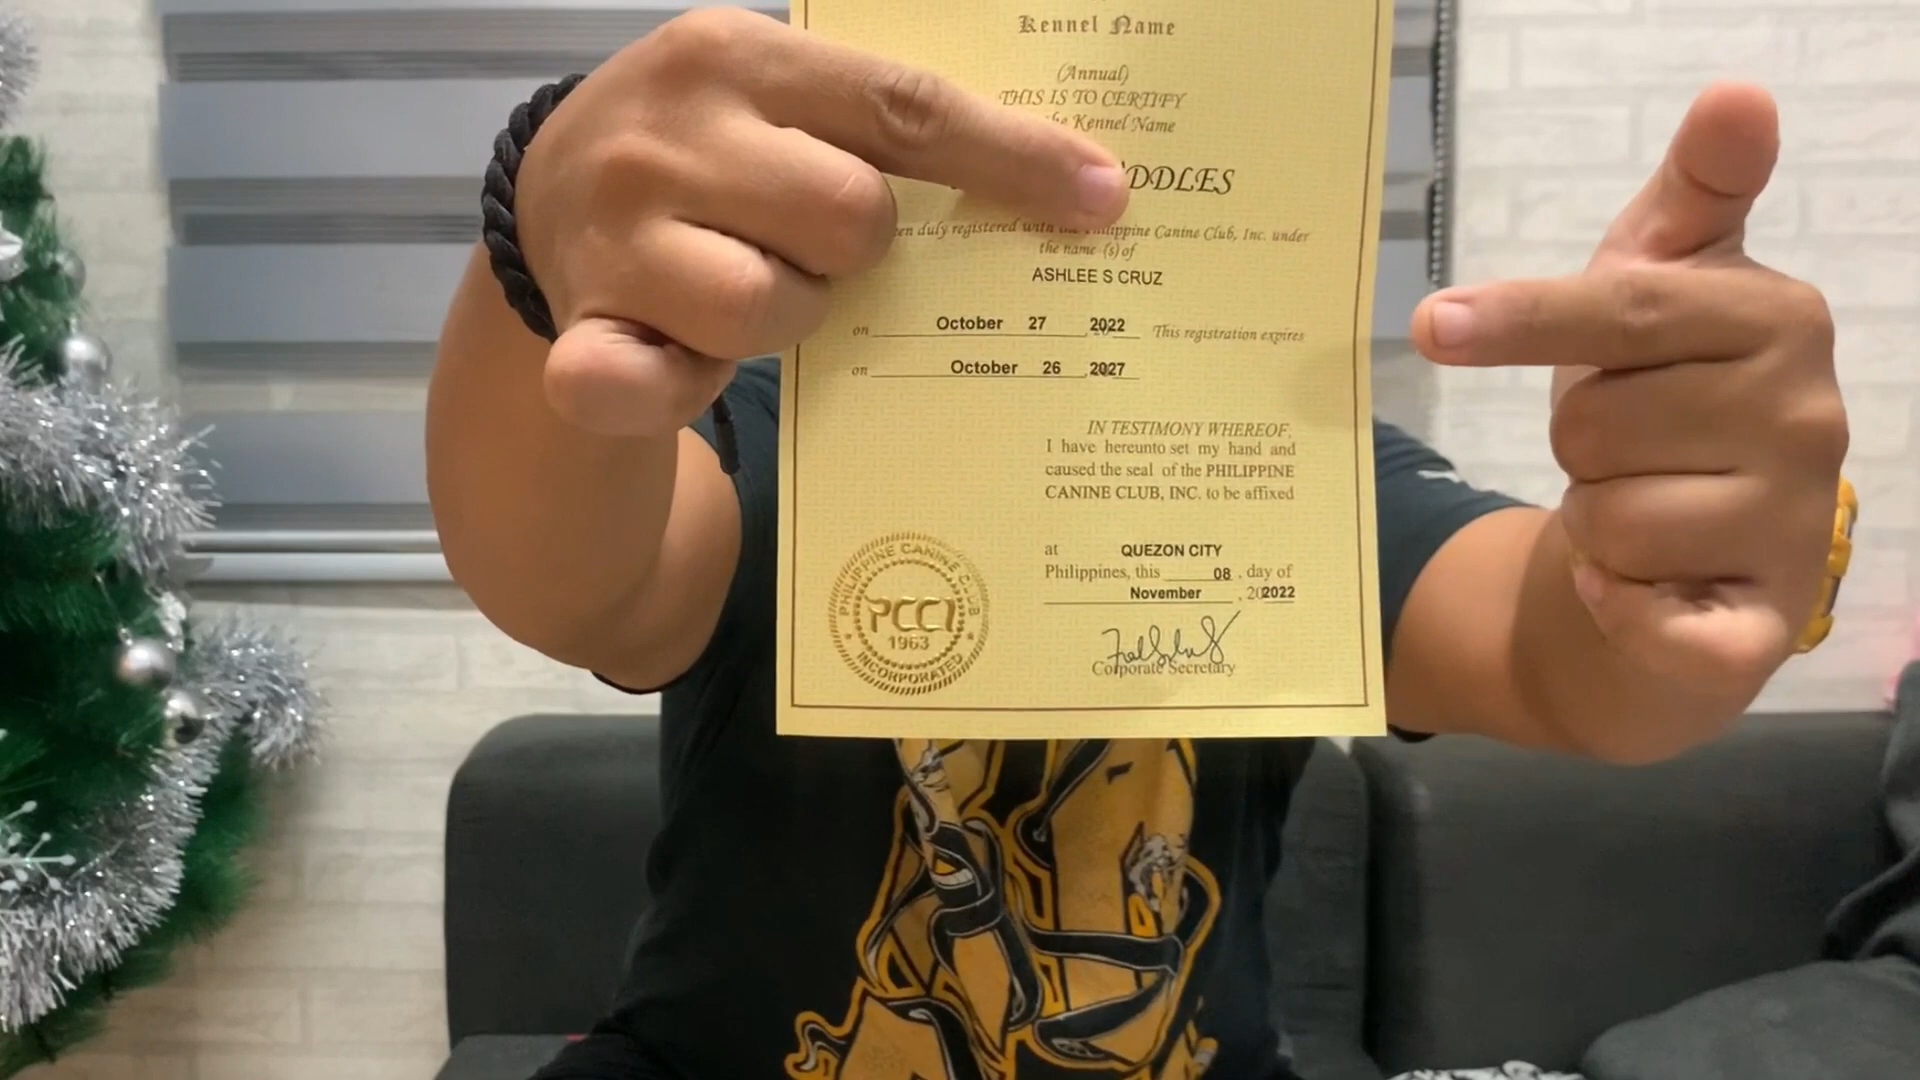 Kennel Name
(Annual)
THIS IS TO CERTIFY
Kennel Name
duly registered with Philippine Canine Club, Inc. under
the name (s) of
ASHLEE S CRUZ
on October 27 , 2022 This registration expires
on October 26 , 2027
IN TESTIMONY WHEREOF,
I have hereunto set my hand and
caused the seal of the PHILIPPINE
CANINE CLUB, INC. to be affixed
at QUEZON CITY
Philippines, this 08 , day of
November , 202022
Corporate Secretary
PHILIPPINE CANINE CLUB
PCCI
1963
INCORPORATED